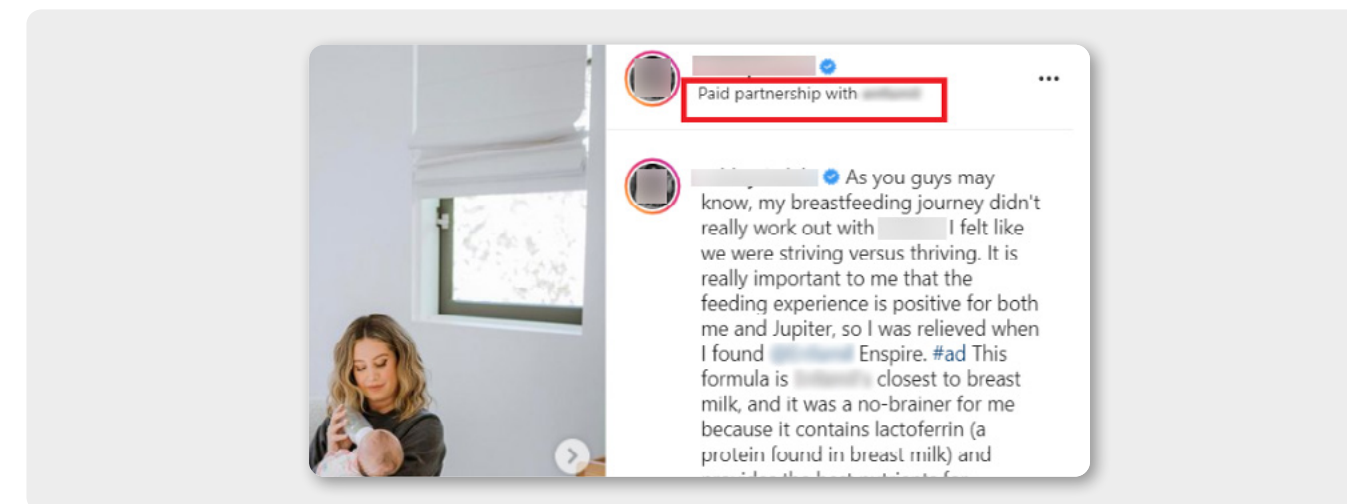 Paid partnership with
As you guys may
know, my breastfeeding journey didn't
really work out with I felt like
we were striving versus thriving. It is
really important to me that the
feeding experience is positive for both
me and Jupiter, so I was relieved when
I found Enspire. #ad This
formula is closest to breast
milk, and it was a no-brainer for me
because it contains lactoferrin (a
protein found in breast milk) and